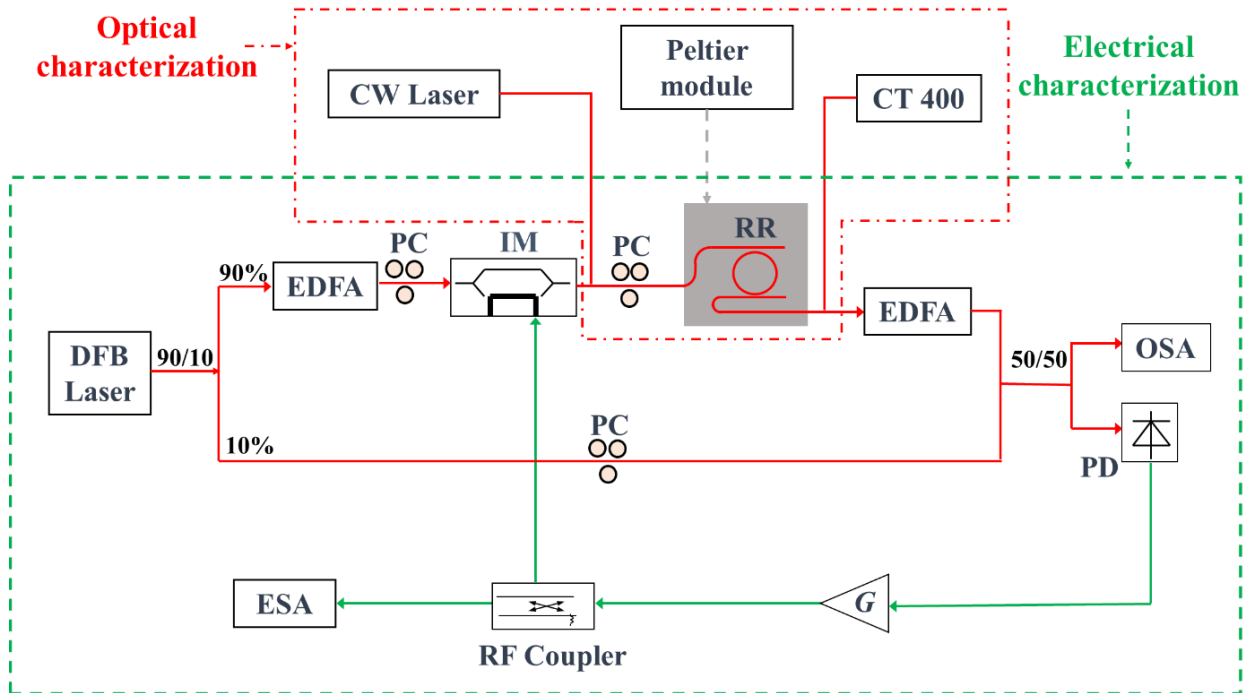 Optical
characterization
CW Laser
Peltier
module
CT 400
Electrical
characterization
PC
IM
PC
RR
90%
EDFA
EDFA
DFB
Laser
90/10
50/50
OSA
10%
PC
PD
ESA
G
RF Coupler